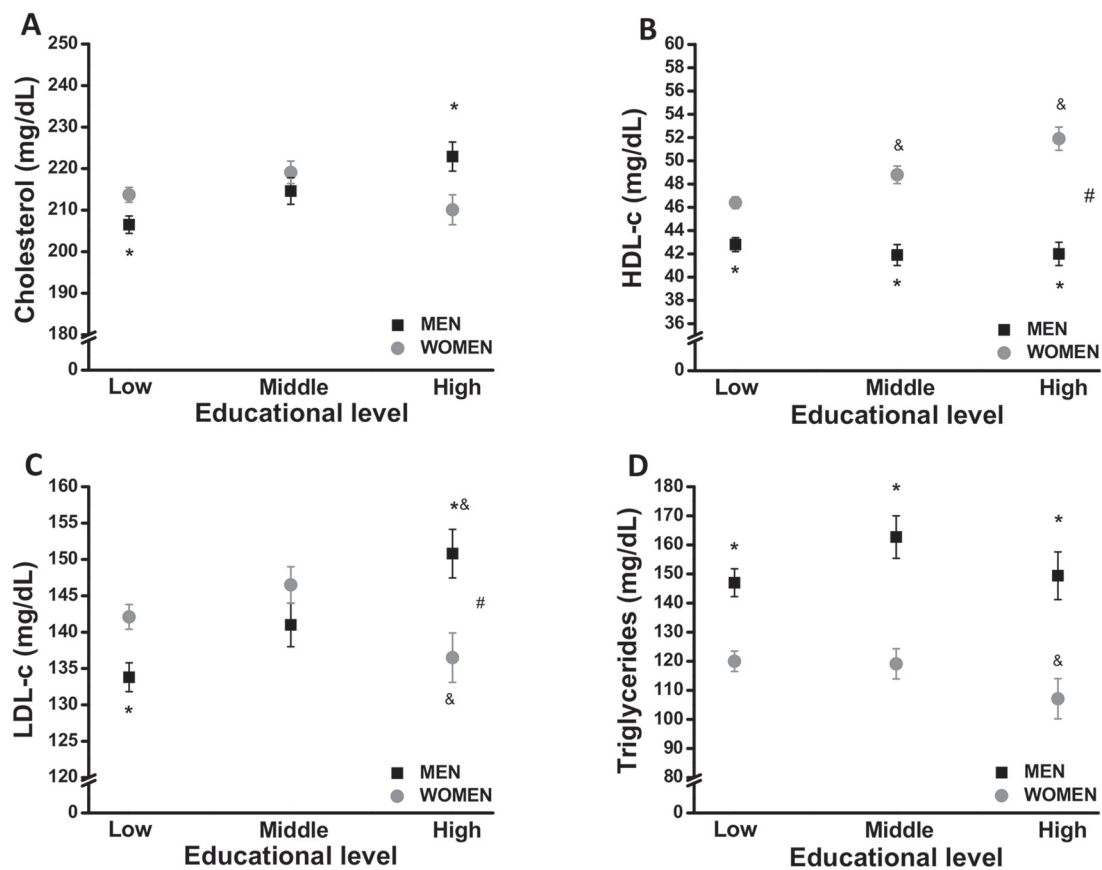 A
Cholesterol (mg/dL)
250
240
230
220
210
200
190
180
0
*
*
MEN
WOMEN
Low Middle High
Educational level
B
HDL-c (mg/dL)
60
58
56
54
52
50
48
46
44
42
40
38
36
0
&
&
#
*
*
*
MEN
WOMEN
Low Middle High
Educational level
C
LDL-c (mg/dL)
160
155
150
145
140
135
130
125
120
0
*&
#
*
&
MEN
WOMEN
Low Middle High
Educational level
D
Triglycerides (mg/dL)
180
170
160
150
140
130
120
110
100
90
80
0
*
*
*
&
MEN
WOMEN
Low Middle High
Educational level